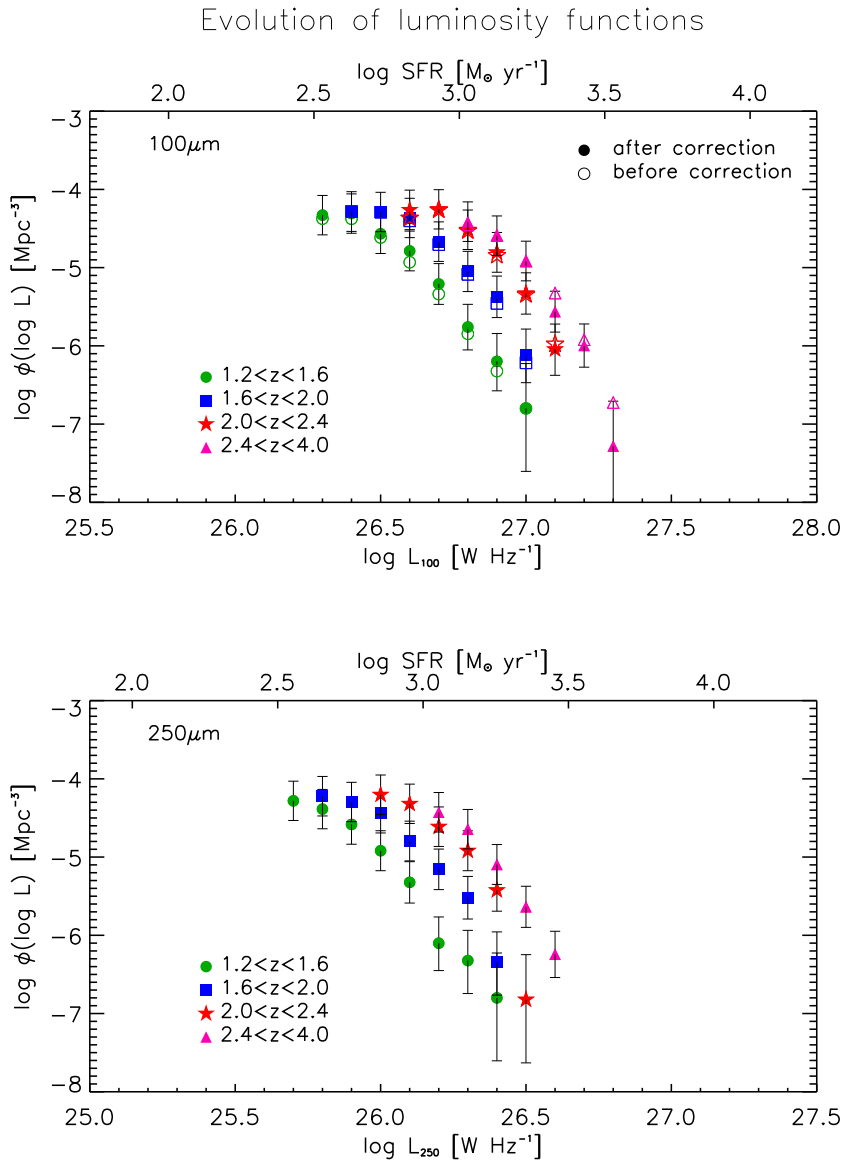 Evolution of luminosity functions
log SFR [M⊙ yr⁻¹]
2.0 2.5 3.0 3.5 4.0
100μm
● after correction
○ before correction
-3
-4
-5
-6
-7
-8
log ϕ(log L) [Mpc⁻³]
1.2<z<1.6
1.6<z<2.0
2.0<z<2.4
2.4<z<4.0
25.5 26.0 26.5 27.0 27.5 28.0
log L₁₀₀ [W Hz⁻¹]
log SFR [M⊙ yr⁻¹]
2.0 2.5 3.0 3.5 4.0
250μm
-3
-4
-5
-6
-7
-8
log ϕ(log L) [Mpc⁻³]
1.2<z<1.6
1.6<z<2.0
2.0<z<2.4
2.4<z<4.0
25.0 25.5 26.0 26.5 27.0 27.5
log L₂₅₀ [W Hz⁻¹]